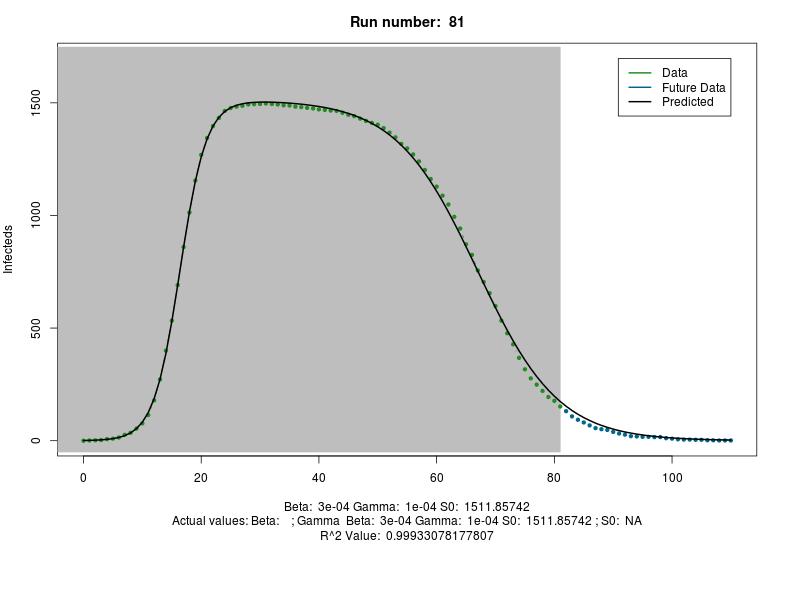 Run number: 81
Data
Future Data
Predicted
Infecteds
1500
1000
500
0
0 20 40 60 80 100
Beta: 3e-04 Gamma: 1e-04 S0: 1511.85742
Actual values: Beta: ; Gamma Beta: 3e-04 Gamma: 1e-04 S0: 1511.85742 ; S0: NA
R^2 Value: 0.99933078177807